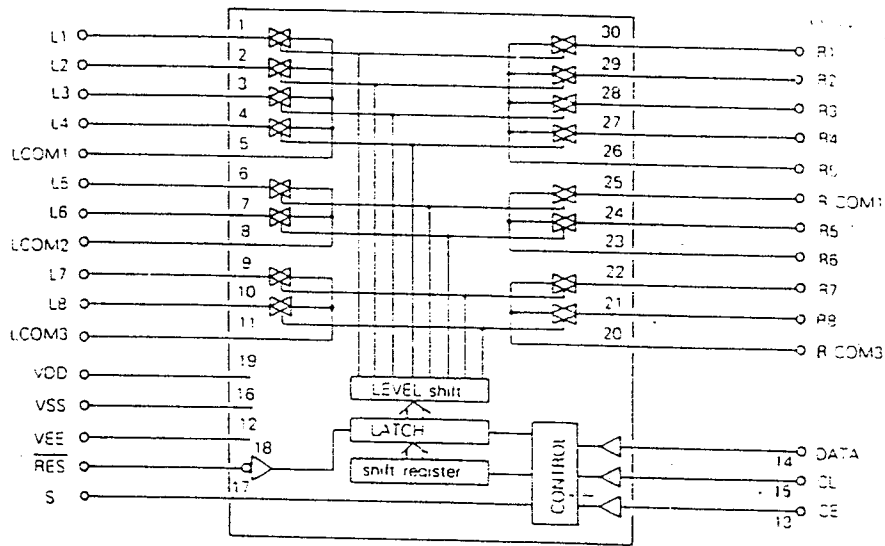 L1 1 30 R1
L2 2 29 R2
L3 3 28 R3
L4 4 27 R4
LCOM1 5 26
L5 6 25 R COM1
L6 7 24 R5
LCOM2 8 23 R6
L7 9 22 R7
L8 10 21 R8
LCOM3 11 20 R COM3
VDD 19
LEVEL shift
VSS 16
LATCH
VEE 12
CONTROL
14 DATA
RES 18
shift register
15 CL
S 17
13 CE